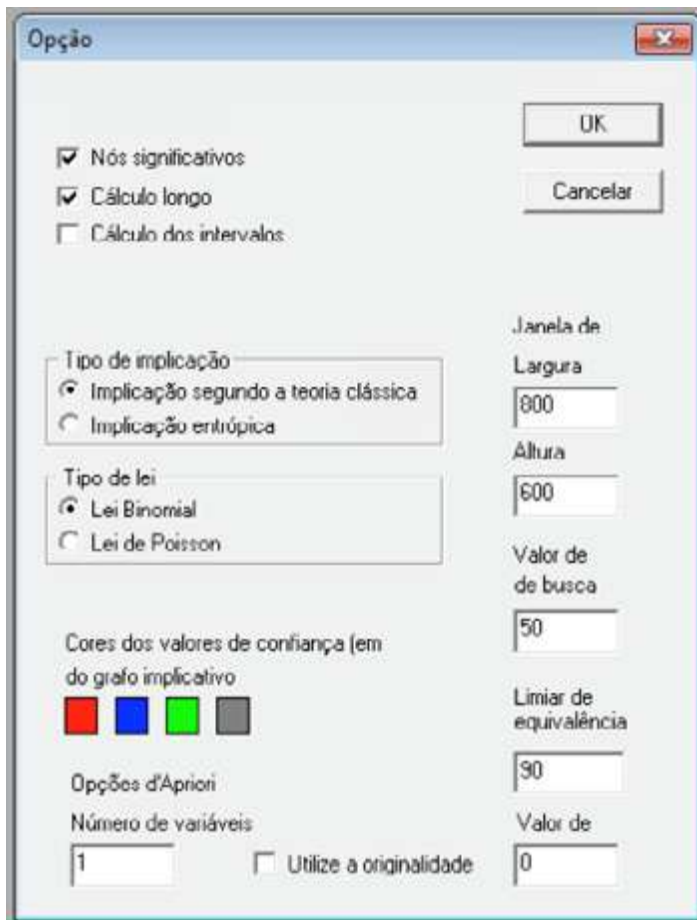 Opção
OK
Nós significativos
Cálculo longo
Cancelar
Cálculo dos intervalos
Janela de
Tipo de implicação
Largura
Implicação segundo a teoria clássica
800
Implicação entrópica
Altura
Tipo de lei
600
Lei Binomial
Lei de Poisson
Valor de
de busca
50
Cores dos valores de confiança (em
do grafo implicativo
Limiar de
equivalência
90
Opções d'Apriori
Número de variáveis
Valor de
1
Utilize a originalidade
0